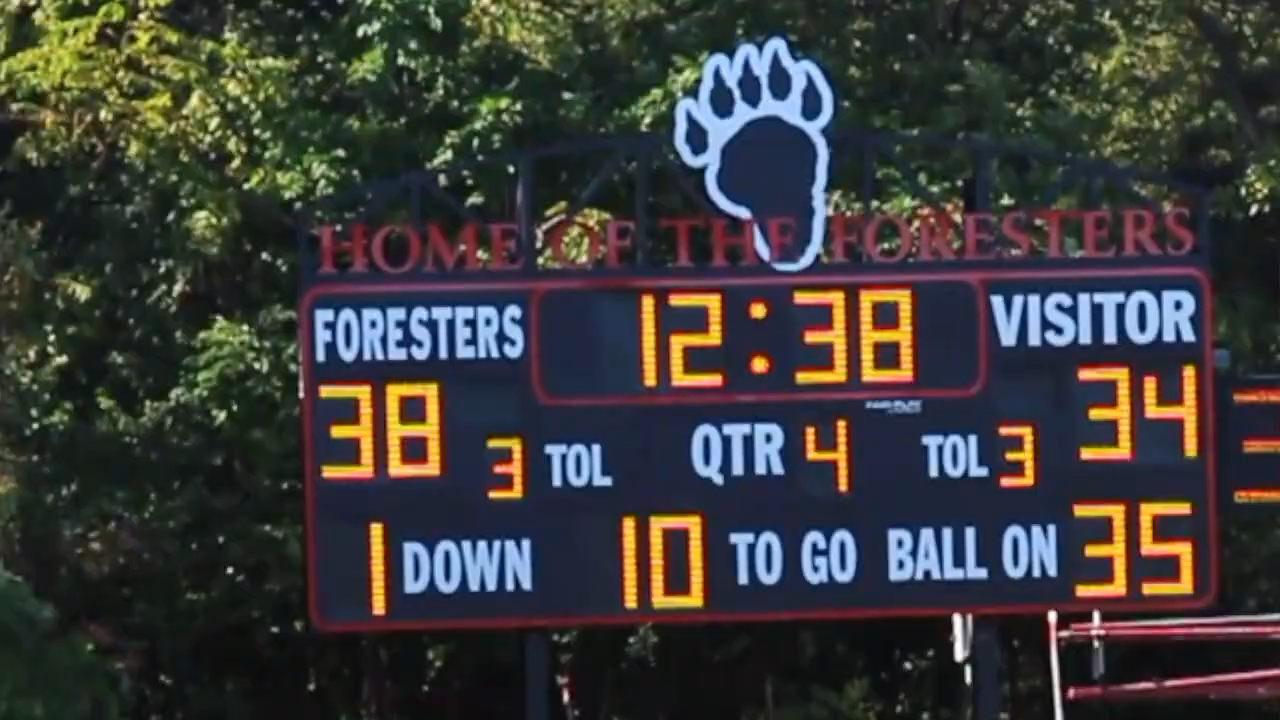 HOME OF THE FORESTERS
FORESTERS 12:38 VISITOR
38 3 TOL QTR 4 TOL 3 34
1 DOWN 10 TO GO BALL ON 35